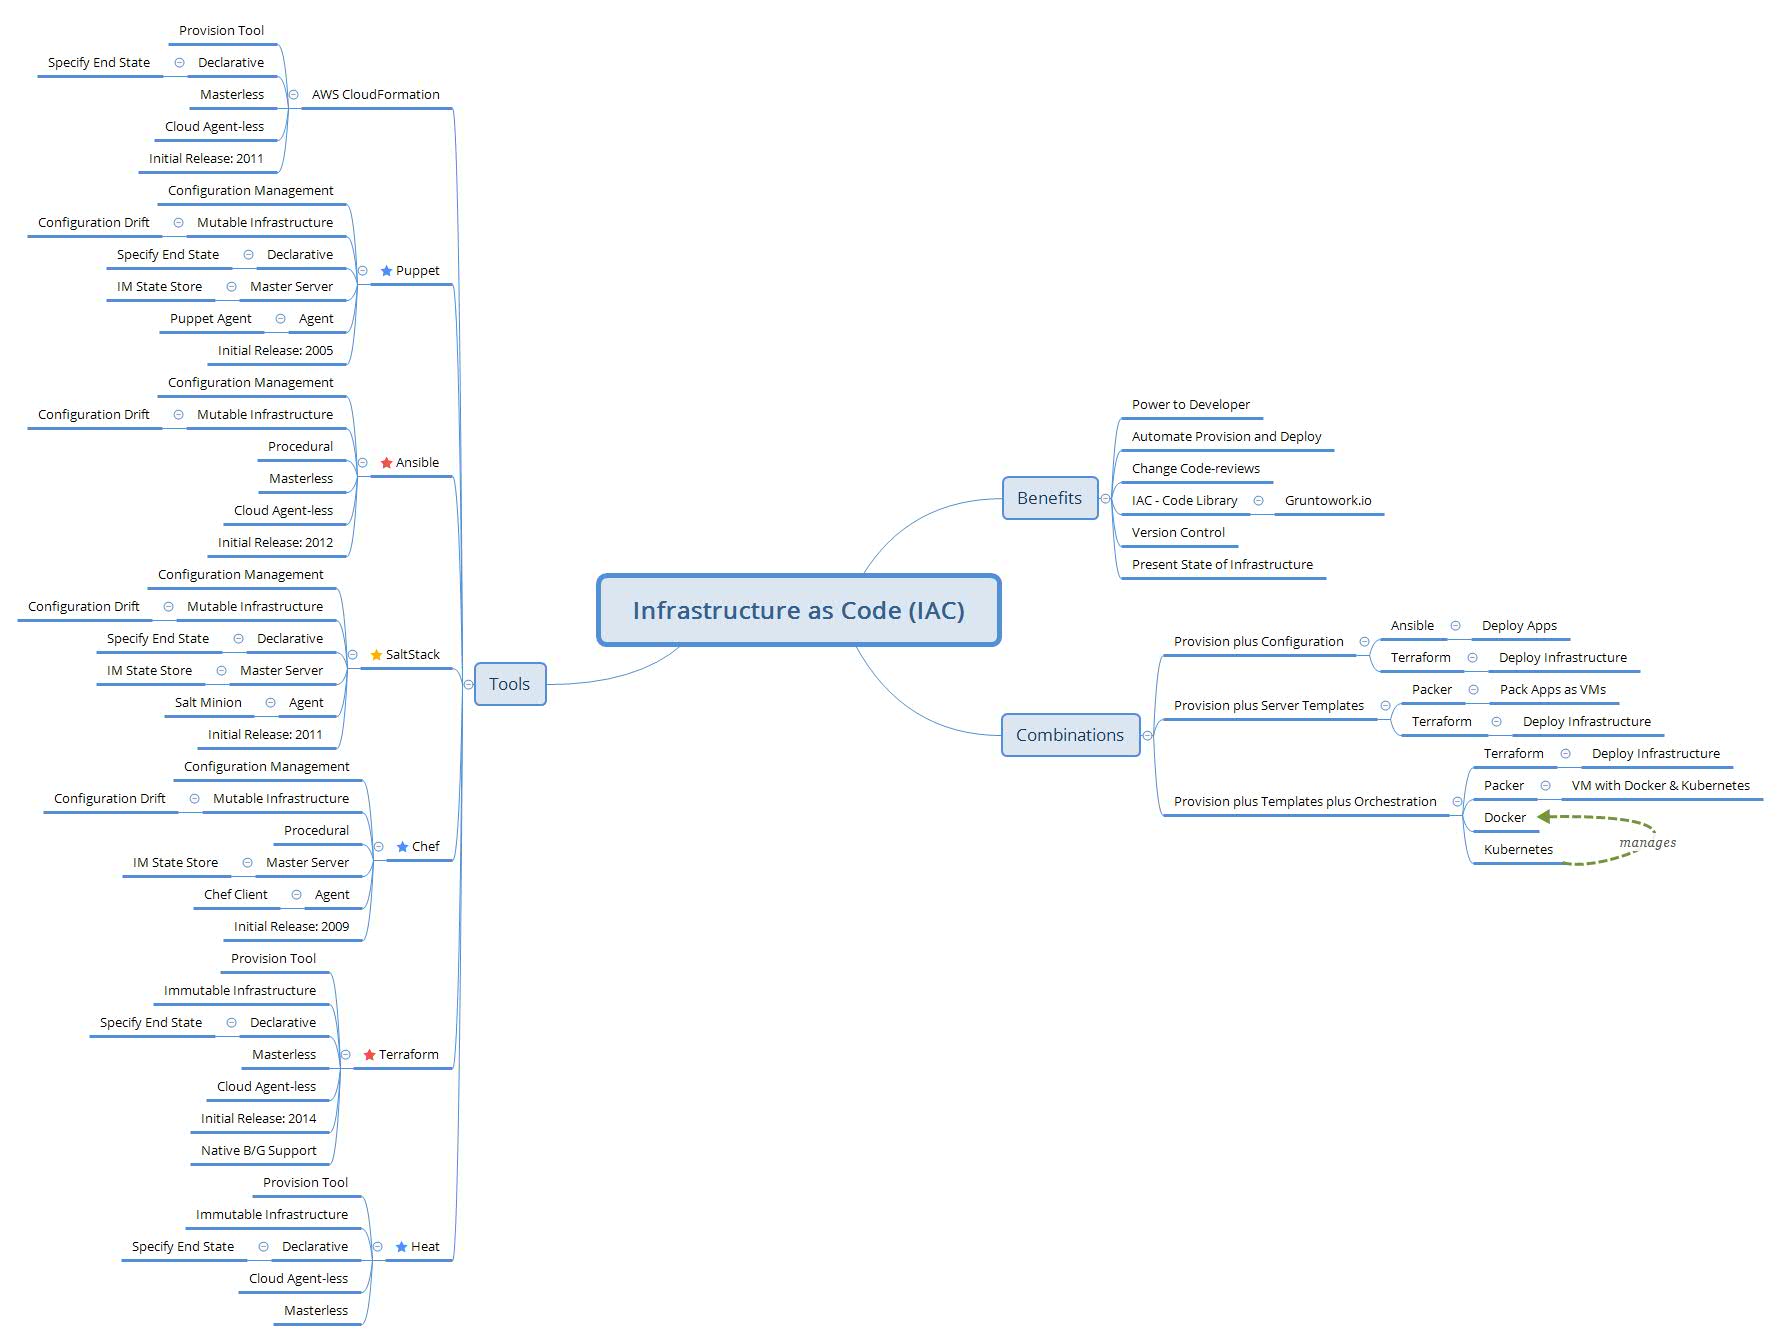 Infrastructure as Code (IAC)
Tools
AWS CloudFormation
Provision Tool
Declarative
Specify End State
Masterless
Cloud Agent-less
Initial Release: 2011
Puppet
Configuration Management
Mutable Infrastructure
Configuration Drift
Declarative
Specify End State
Master Server
IM State Store
Agent
Puppet Agent
Initial Release: 2005
Ansible
Configuration Management
Mutable Infrastructure
Configuration Drift
Procedural
Masterless
Cloud Agent-less
Initial Release: 2012
SaltStack
Configuration Management
Mutable Infrastructure
Configuration Drift
Declarative
Specify End State
Master Server
IM State Store
Agent
Salt Minion
Initial Release: 2011
Chef
Configuration Management
Mutable Infrastructure
Configuration Drift
Procedural
Master Server
IM State Store
Agent
Chef Client
Initial Release: 2009
Terraform
Provision Tool
Immutable Infrastructure
Declarative
Specify End State
Masterless
Cloud Agent-less
Initial Release: 2014
Native B/G Support
Heat
Provision Tool
Immutable Infrastructure
Declarative
Specify End State
Cloud Agent-less
Masterless
Benefits
Power to Developer
Automate Provision and Deploy
Change Code-reviews
IAC - Code Library
Gruntowork.io
Version Control
Present State of Infrastructure
Combinations
Provision plus Configuration
Ansible
Deploy Apps
Terraform
Deploy Infrastructure
Provision plus Server Templates
Packer
Pack Apps as VMs
Terraform
Deploy Infrastructure
Provision plus Templates plus Orchestration
Terraform
Deploy Infrastructure
Packer
VM with Docker & Kubernetes
Docker
Kubernetes
manages